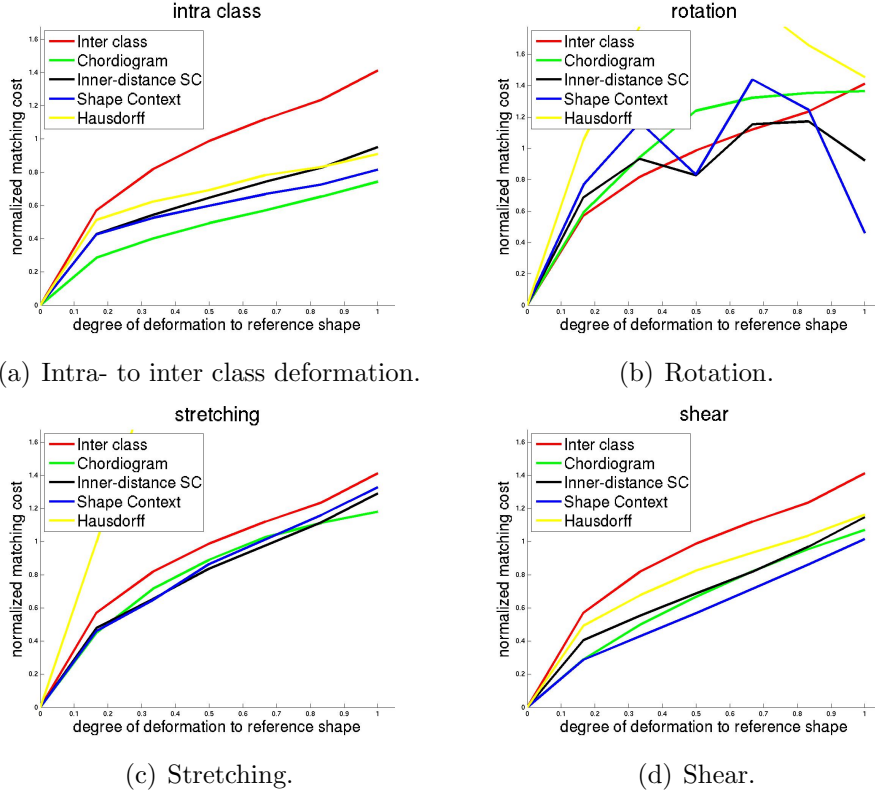 intra class
normalized matching cost
1.6
1.4
1.2
1
0.8
0.6
0.4
0.2
0
Inter class
Chordiogram
Inner-distance SC
Shape Context
Hausdorff
0 0.1 0.2 0.3 0.4 0.5 0.6 0.7 0.8 0.9 1
degree of deformation to reference shape
(a) Intra- to inter class deformation.
rotation
normalized matching cost
1.6
1.4
1.2
1
0.8
0.6
0.4
0.2
0
Inter class
Chordiogram
Inner-distance SC
Shape Context
Hausdorff
0 0.1 0.2 0.3 0.4 0.5 0.6 0.7 0.8 0.9 1
degree of deformation to reference shape
(b) Rotation.
stretching
normalized matching cost
1.6
1.4
1.2
1
0.8
0.6
0.4
0.2
0
Inter class
Chordiogram
Inner-distance SC
Shape Context
Hausdorff
0 0.1 0.2 0.3 0.4 0.5 0.6 0.7 0.8 0.9 1
degree of deformation to reference shape
(c) Stretching.
shear
normalized matching cost
1.6
1.4
1.2
1
0.8
0.6
0.4
0.2
0
Inter class
Chordiogram
Inner-distance SC
Shape Context
Hausdorff
0 0.1 0.2 0.3 0.4 0.5 0.6 0.7 0.8 0.9 1
degree of deformation to reference shape
(d) Shear.